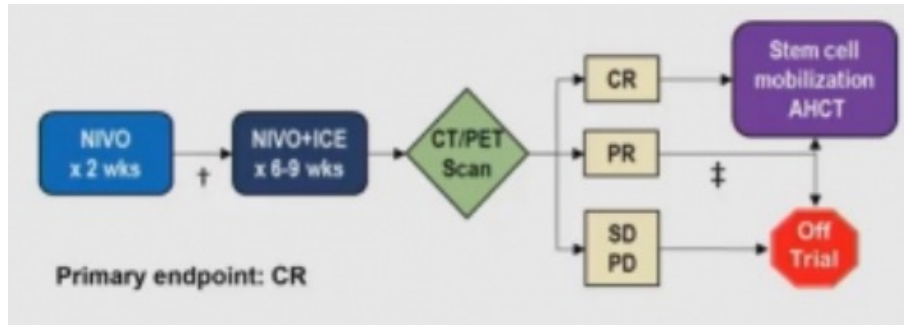 NIVO
x 2 wks
†
NIVO+ICE
x 6-9 wks
CT/PET
Scan
CR
PR
‡
SD
PD
Stem cell
mobilization
AHCT
Off
Trial
Primary endpoint: CR